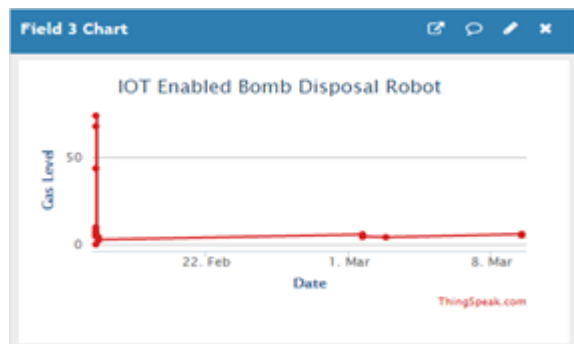 Field 3 Chart
IOT Enabled Bomb Disposal Robot
Gas Level
50
0
22. Feb
1. Mar
8. Mar
Date
ThingSpeak.com